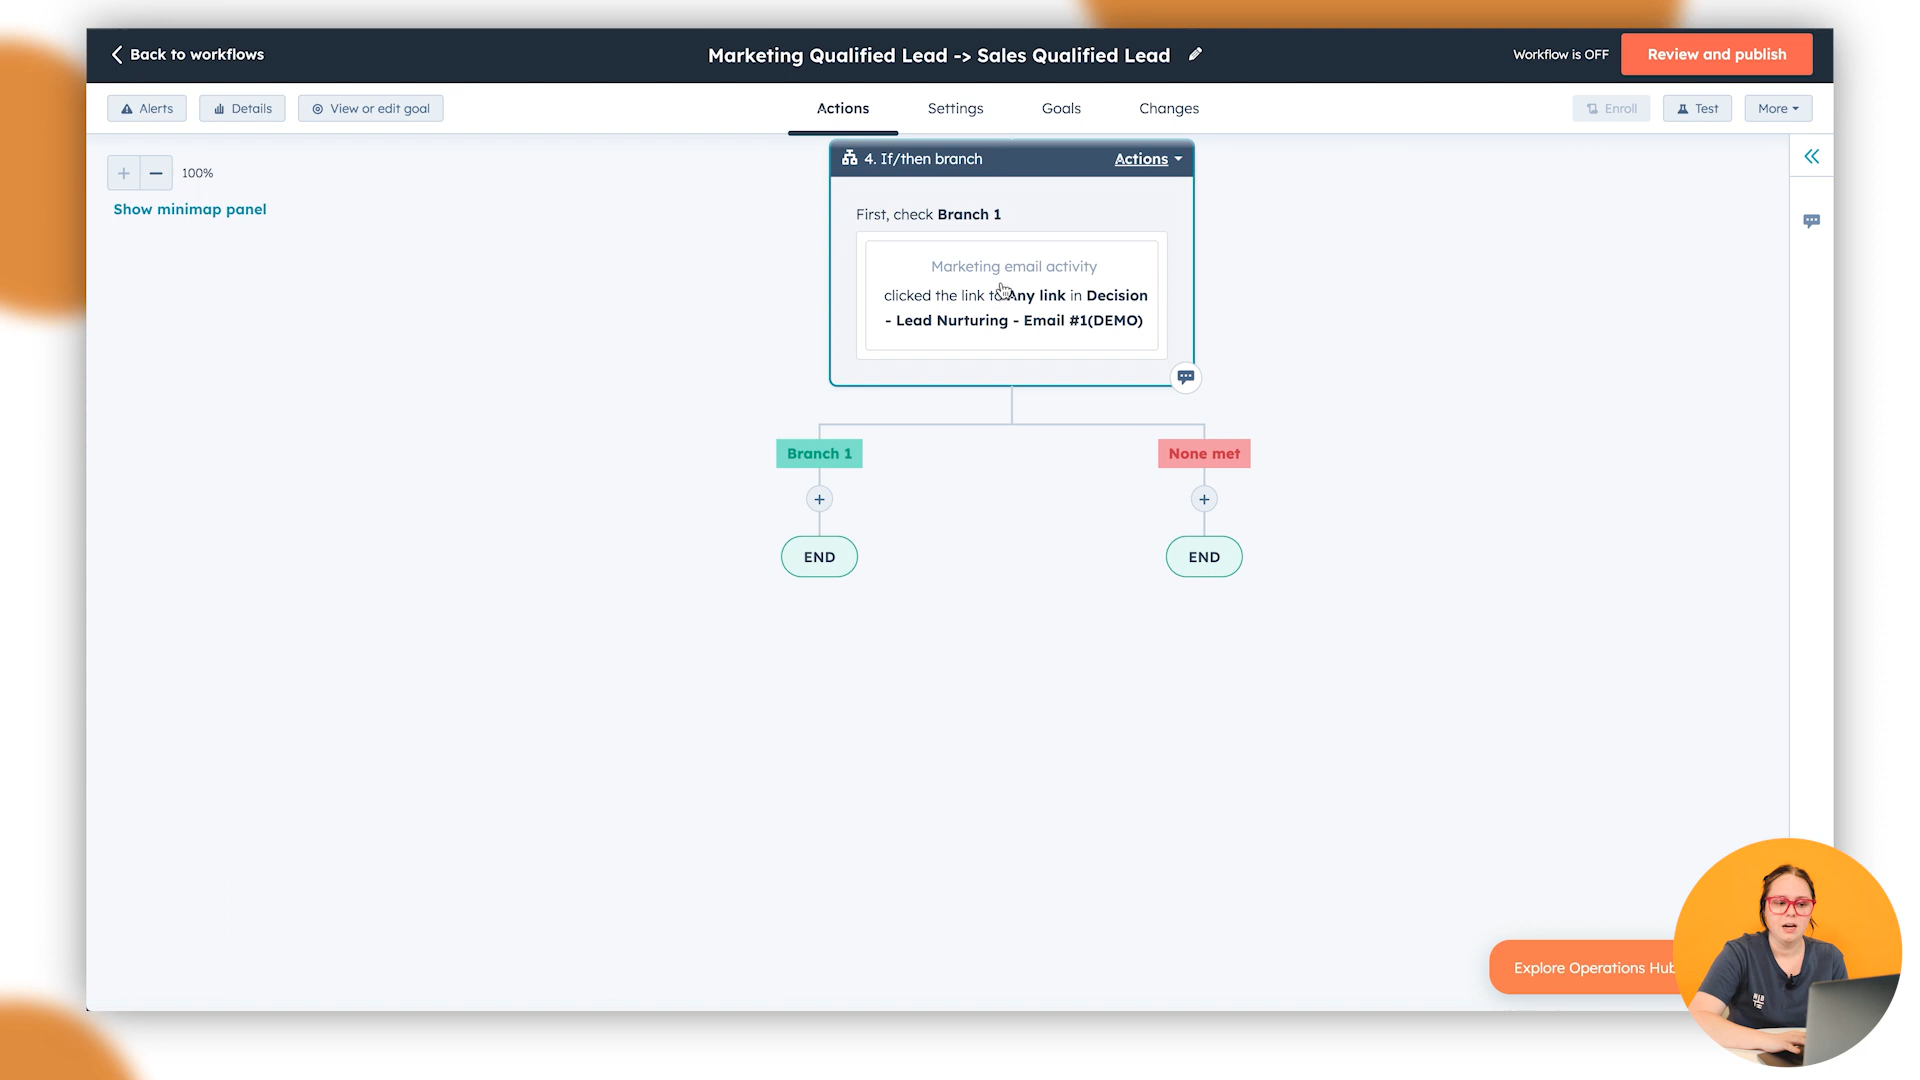 Back to workflows
Marketing Qualified Lead -> Sales Qualified Lead
Workflow is OFF
Review and publish
Alerts
Details
View or edit goal
Actions
Settings
Goals
Changes
Enroll
Test
More
100%
Show minimap panel
4. If/then branch
Actions
First, check Branch 1
Marketing email activity
clicked the link to Any link in Decision
- Lead Nurturing - Email #1(DEMO)
Branch 1
None met
END
END
Explore Operations Hub